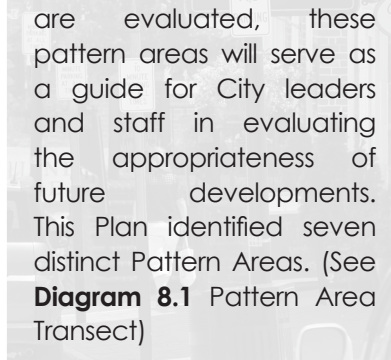 are evaluated, these
pattern areas will serve as
a guide for City leaders
and staff in evaluating
the appropriateness of
future developments.
This Plan identified seven
distinct Pattern Areas. (See
Diagram 8.1 Pattern Area
Transect)